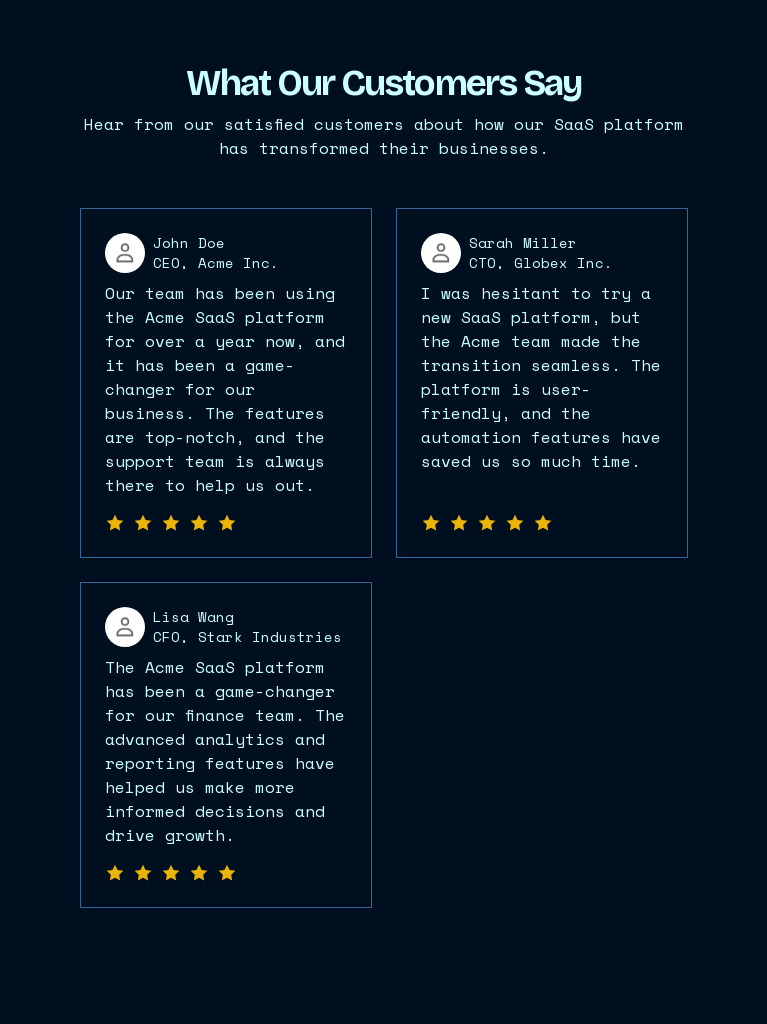 What Our Customers Say
Hear from our satisfied customers about how our SaaS platform
has transformed their businesses.
John Doe
CEO, Acme Inc.
Our team has been using
the Acme SaaS platform
for over a year now, and
it has been a game-
changer for our
business. The features
are top-notch, and the
support team is always
there to help us out.
Sarah Miller
CTO, Globex Inc.
I was hesitant to try a
new SaaS platform, but
the Acme team made the
transition seamless. The
platform is user-
friendly, and the
automation features have
saved us so much time.
Lisa Wang
CFO, Stark Industries
The Acme SaaS platform
has been a game-changer
for our finance team. The
advanced analytics and
reporting features have
helped us make more
informed decisions and
drive growth.